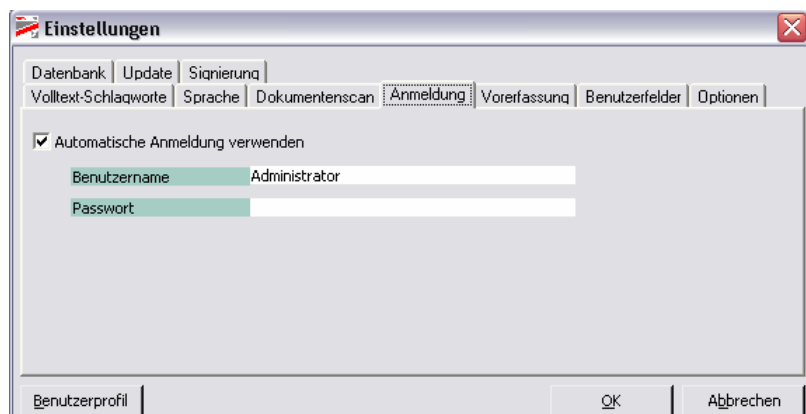 Einstellungen
Datenbank Update Signierung
Volltext-Schlagworte Sprache Dokumentenscan Anmeldung Vorerfassung Benutzerfelder Optionen
Automatische Anmeldung verwenden
Benutzername Administrator
Passwort
Benutzerprofil OK Abbrechen